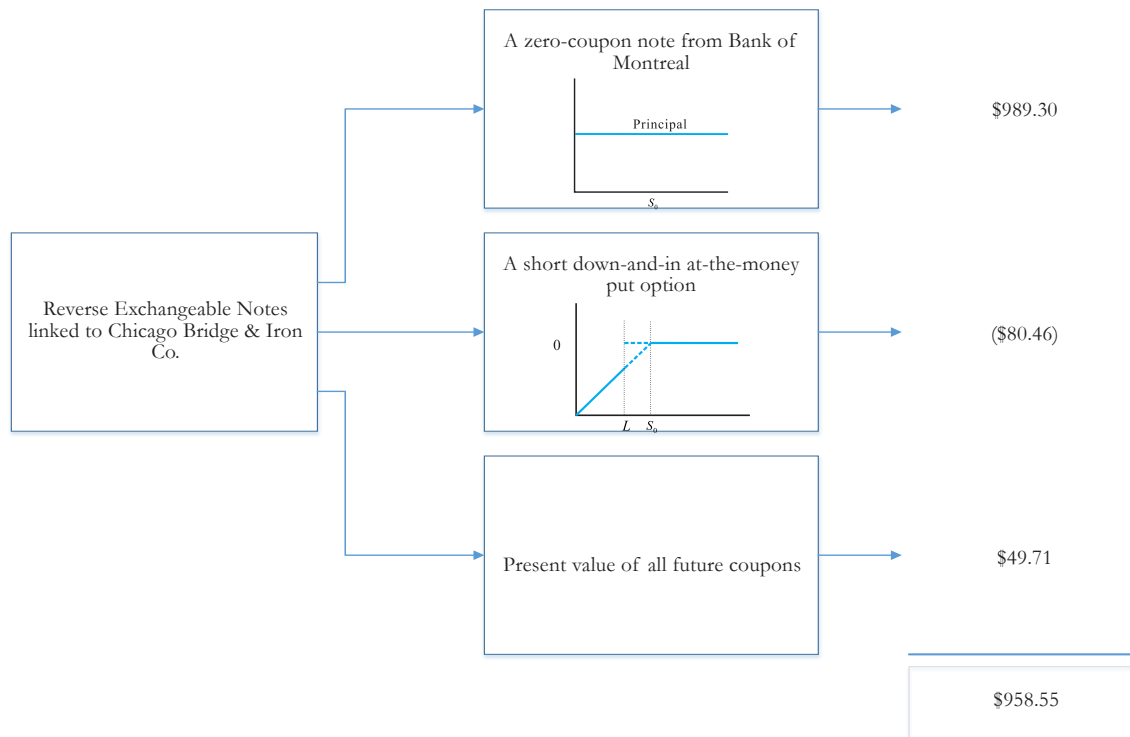 A zero-coupon note from Bank of
Montreal
Principal
S₀
$989.30
Reverse Exchangeable Notes
linked to Chicago Bridge & Iron
Co.
A short down-and-in at-the-money
put option
0
L S₀
($80.46)
Present value of all future coupons
$49.71
$958.55